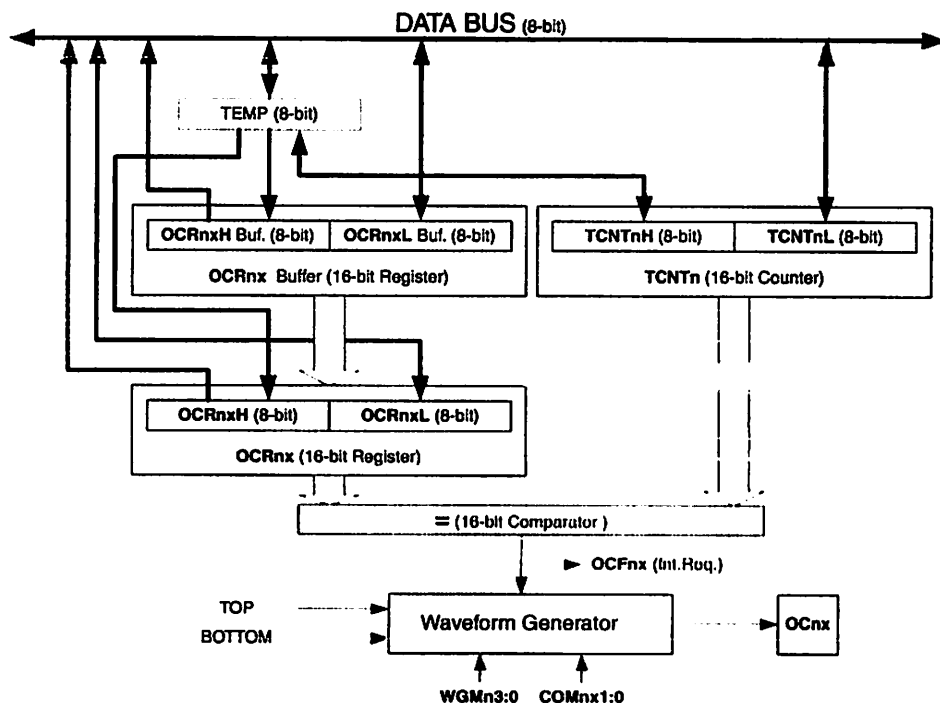 DATA BUS (8-bit)
TEMP (8-bit)
OCRnxH Buf. (8-bit) OCRnxL Buf. (8-bit)
OCRnx Buffer (16-bit Register)
TCNTnH (8-bit) TCNTnL (8-bit)
TCNTn (16-bit Counter)
OCRnxH (8-bit) OCRnxL (8-bit)
OCRnx (16-bit Register)
= (16-bit Comparator )
OCFnx (Int.Req.)
TOP
BOTTOM
Waveform Generator
OCnx
WGMn3:0 COMnx1:0